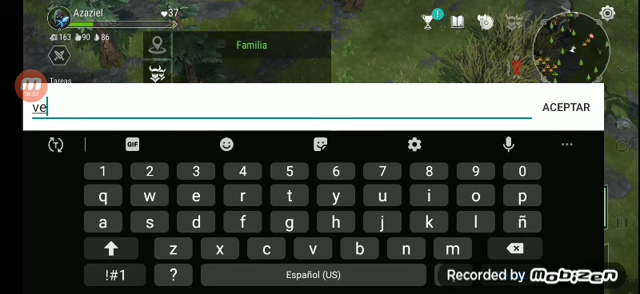 Azaziel
37
163 90 86
Familia
Tareas
ve
ACEPTAR
GIF
1 2 3 4 5 6 7 8 9 0
q w e r t y u i o p
a s d f g h j k l ñ
z x c v b n m
!#1 ? Español (US)
Recorded by Mobizen